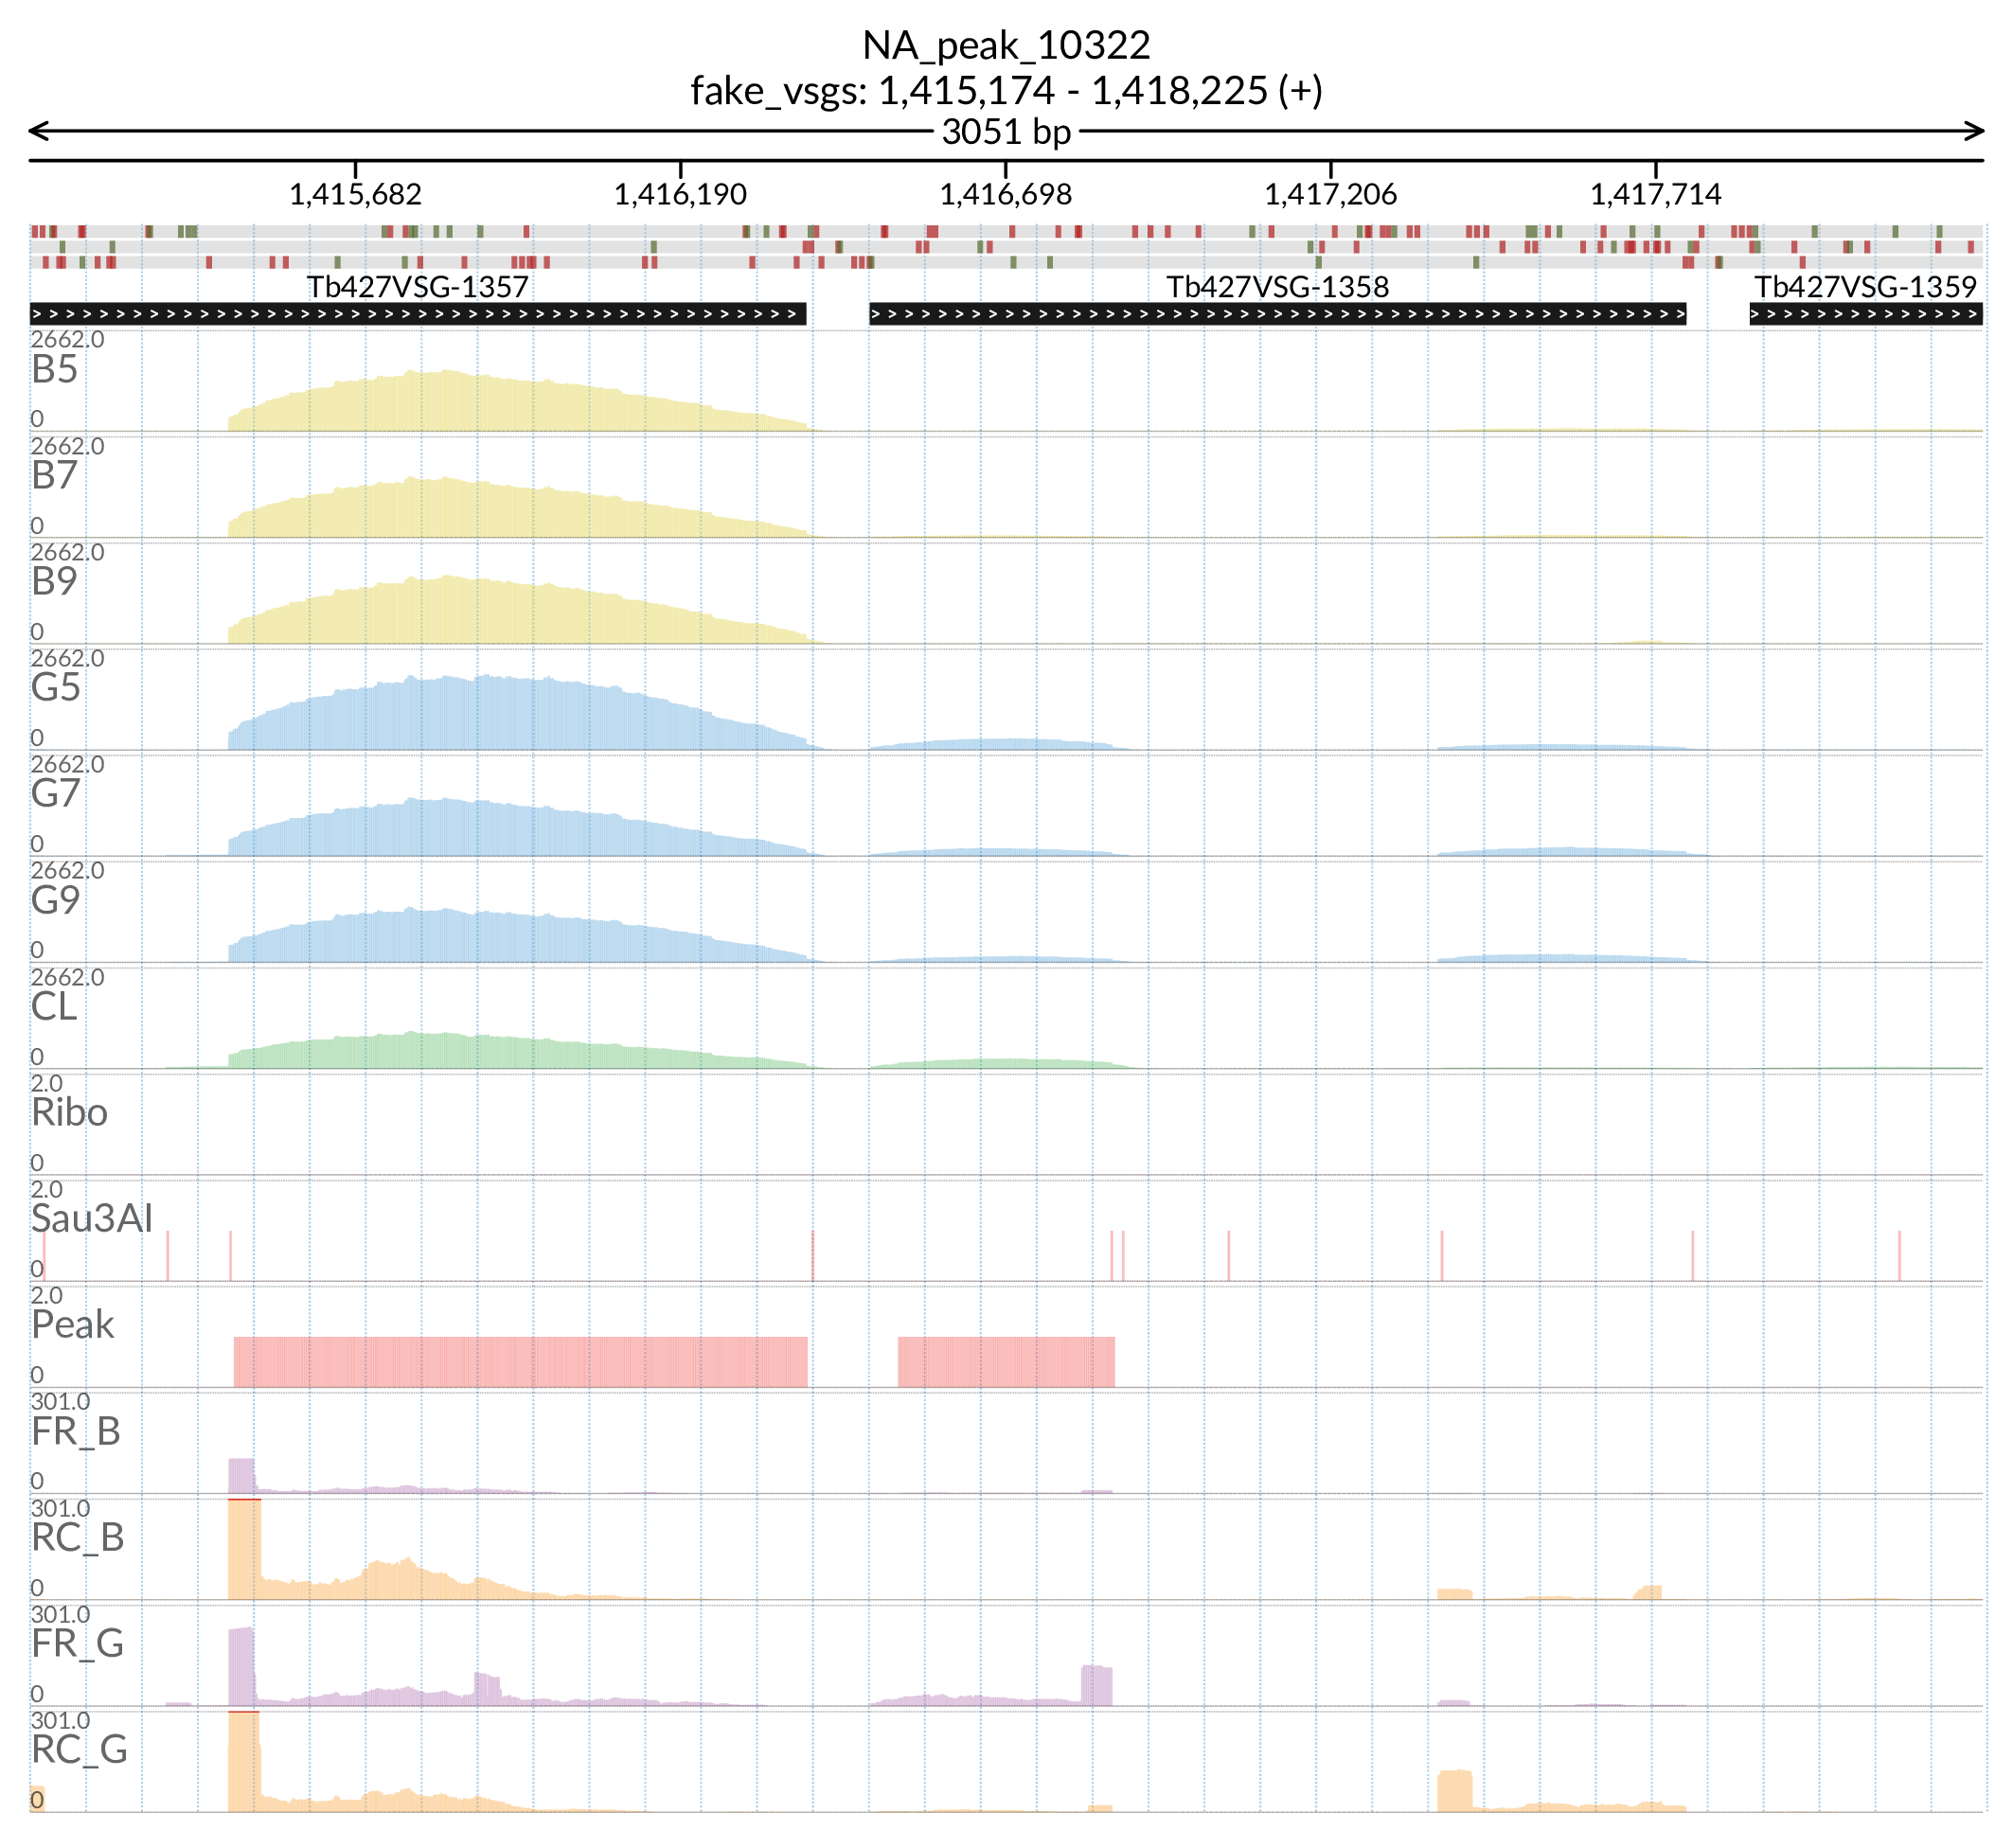 NA_peak_10322
fake_vsgs: 1,415,174 - 1,418,225 (+)
3051 bp
1,415,682 1,416,190 1,416,698 1,417,206 1,417,714
Tb427VSG-1357 Tb427VSG-1358 Tb427VSG-1359
2662.0
B5
0
2662.0
B7
0
2662.0
B9
0
2662.0
G5
0
2662.0
G7
0
2662.0
G9
0
2662.0
CL
0
2.0
Ribo
0
2.0
Sau3AI
0
2.0
Peak
0
301.0
FR_B
0
301.0
RC_B
0
301.0
FR_G
0
301.0
RC_G
0